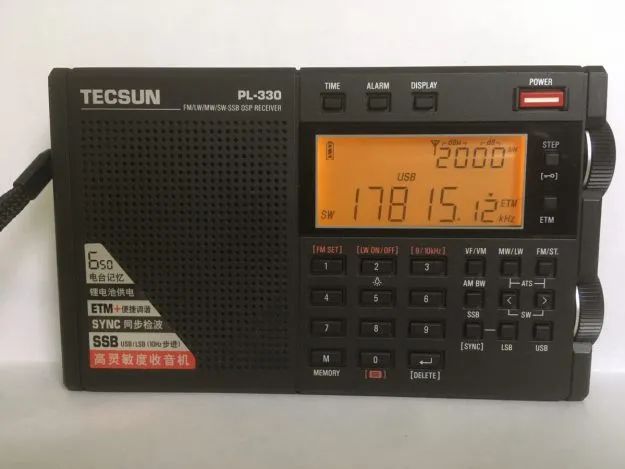 TECSUN PL-330
FM/LW/MW/SW-SSB DSP RECEIVER
TIME ALARM DISPLAY POWER
2000
USB
SW 17815.12 ETM
kHz
STEP
ETM
[FM SET] [LW ON/OFF] [9/10kHz] VF/VM MW/LW FM/ST.
1 2 3
AM BW ATS
4 5 6 < >
SSB SW
7 8 9
[SYNC] LSB USB
M 0
MEMORY [DELETE]
650
电台记忆
锂电池供电
ETM+便捷调谐
SYNC 同步检波
SSB USB/LSB (10Hz步进)
高灵敏度收音机